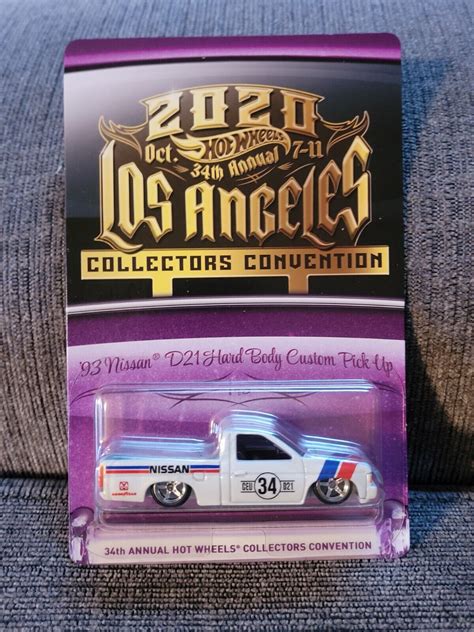 2020
Oct. Hot Wheels 7-11
34th Annual
Los Angeles
COLLECTORS CONVENTION
'93 Nissan® D21 Hard Body Custom Pick Up
NISSAN
34
D21
GOODYEAR
34th ANNUAL HOT WHEELS® COLLECTORS CONVENTION